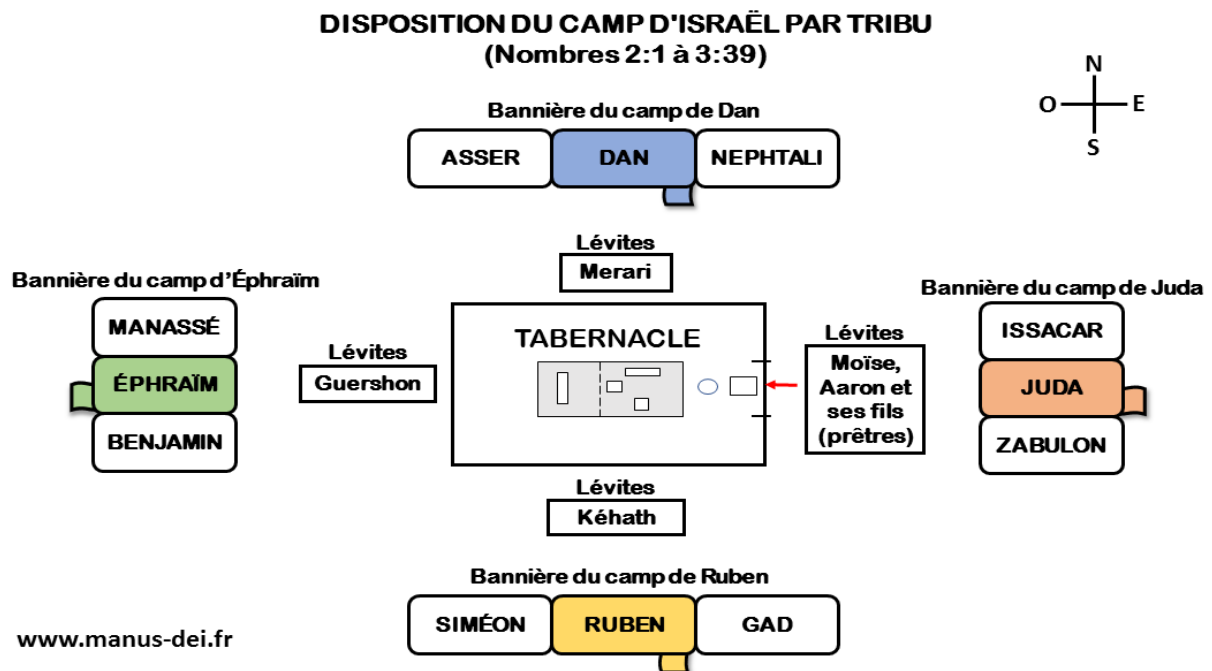 DISPOSITION DU CAMP D'ISRAËL PAR TRIBU
(Nombres 2:1 à 3:39)
N
O
E
S
Bannière du camp de Dan
ASSER
DAN
NEPHTALI
Lévites
Merari
Bannière du camp d’Éphraïm
MANASSÉ
ÉPHRAÏM
BENJAMIN
Lévites
Guershon
TABERNACLE
Lévites
Moïse,
Aaron et
ses fils
(prêtres)
Bannière du camp de Juda
ISSACAR
JUDA
ZABULON
Lévites
Kéhath
Bannière du camp de Ruben
SIMÉON
RUBEN
GAD
www.manus-dei.fr